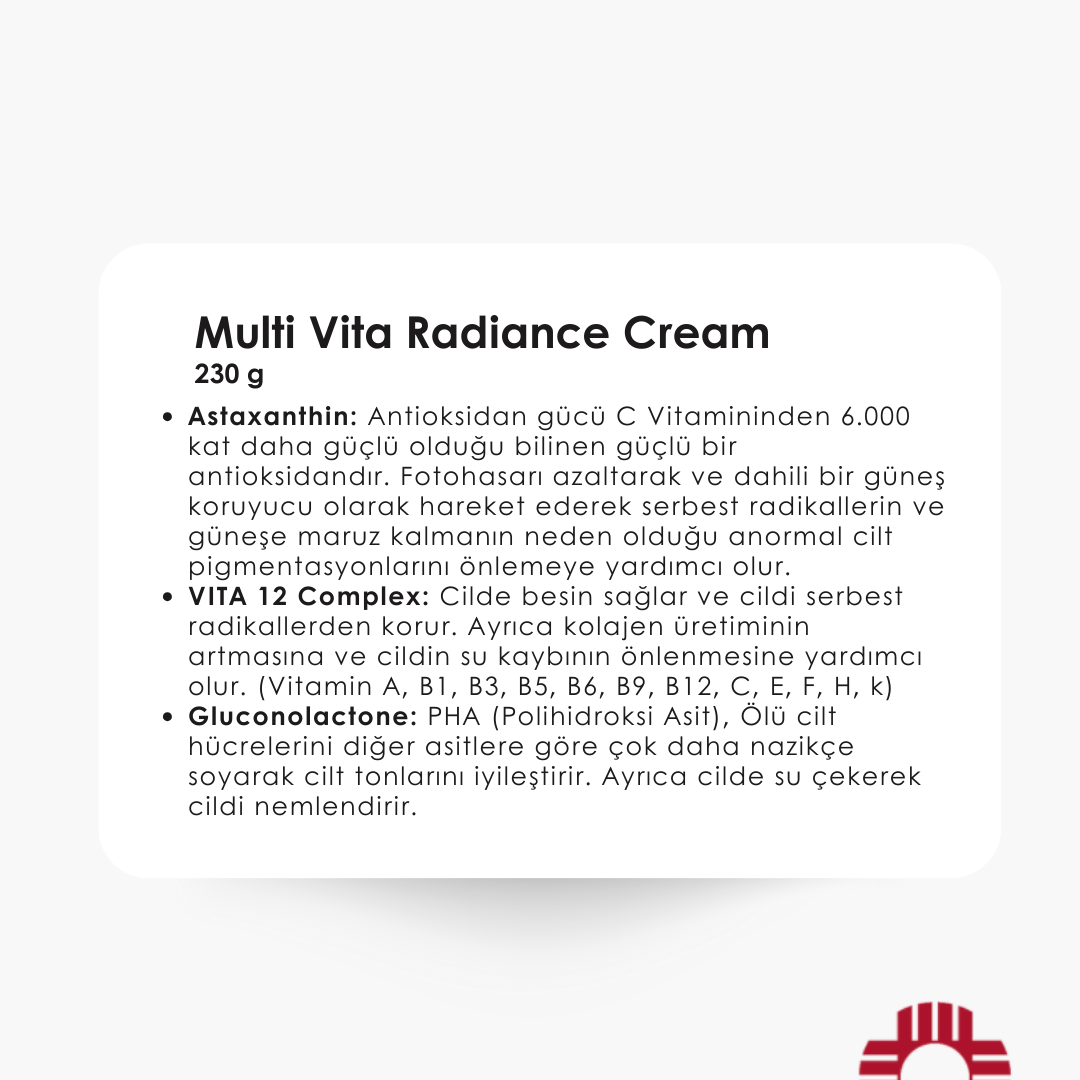 Multi Vita Radiance Cream
230 g
• Astaxanthin: Antioksidan gücü C Vitamininden 6.000
kat daha güçlü olduğu bilinen güçlü bir
antioksidandır. Fotohasarı azaltarak ve dahili bir güneş
koruyucu olarak hareket ederek serbest radikallerin ve
güneşe maruz kalmanın neden olduğu anormal cilt
pigmentasyonlarını önlemeye yardımcı olur.
• VITA 12 Complex: Cilde besin sağlar ve cildi serbest
radikallerden korur. Ayrıca kolajen üretiminin
artmasına ve cildin su kaybının önlenmesine yardımcı
olur. (Vitamin A, B1, B3, B5, B6, B9, B12, C, E, F, H, k)
• Gluconolactone: PHA (Polihidroksi Asit), Ölü cilt
hücrelerini diğer asitlere göre çok daha nazikçe
soyarak cilt tonlarını iyileştirir. Ayrıca cilde su çekerek
cildi nemlendirir.